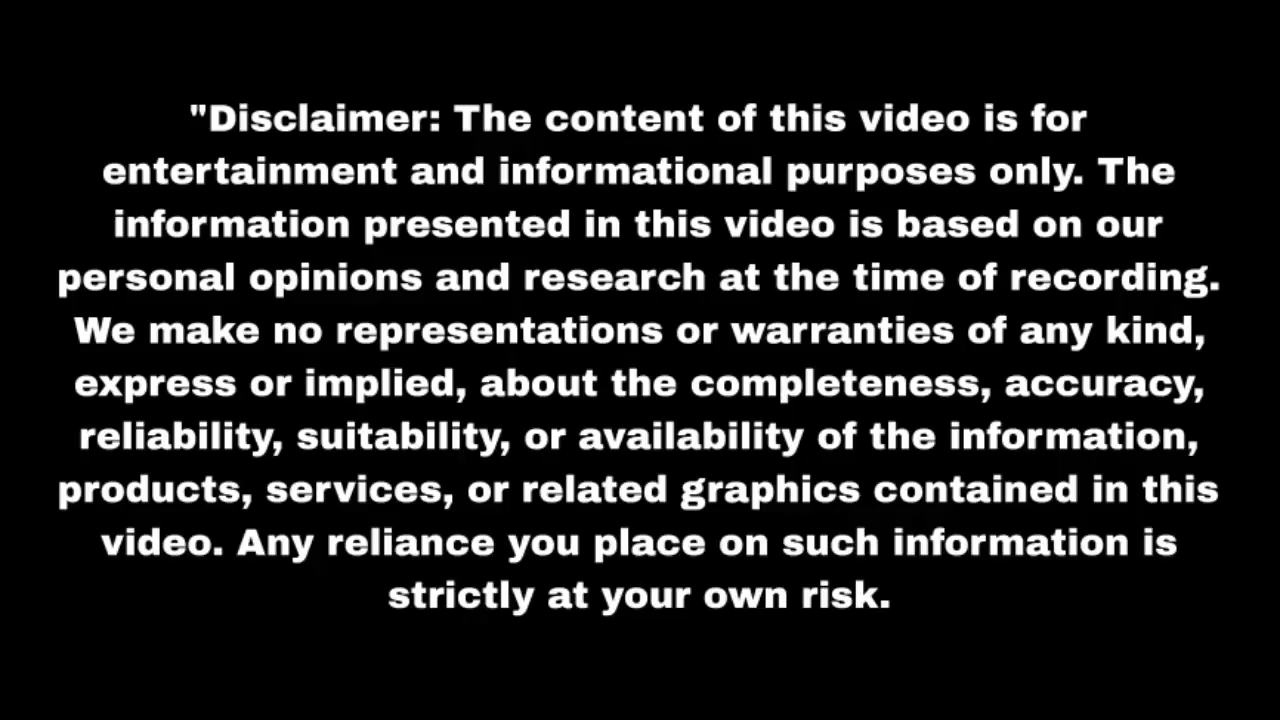 "Disclaimer: The content of this video is for
entertainment and informational purposes only. The
information presented in this video is based on our
personal opinions and research at the time of recording.
We make no representations or warranties of any kind,
express or implied, about the completeness, accuracy,
reliability, suitability, or availability of the information,
products, services, or related graphics contained in this
video. Any reliance you place on such information is
strictly at your own risk.